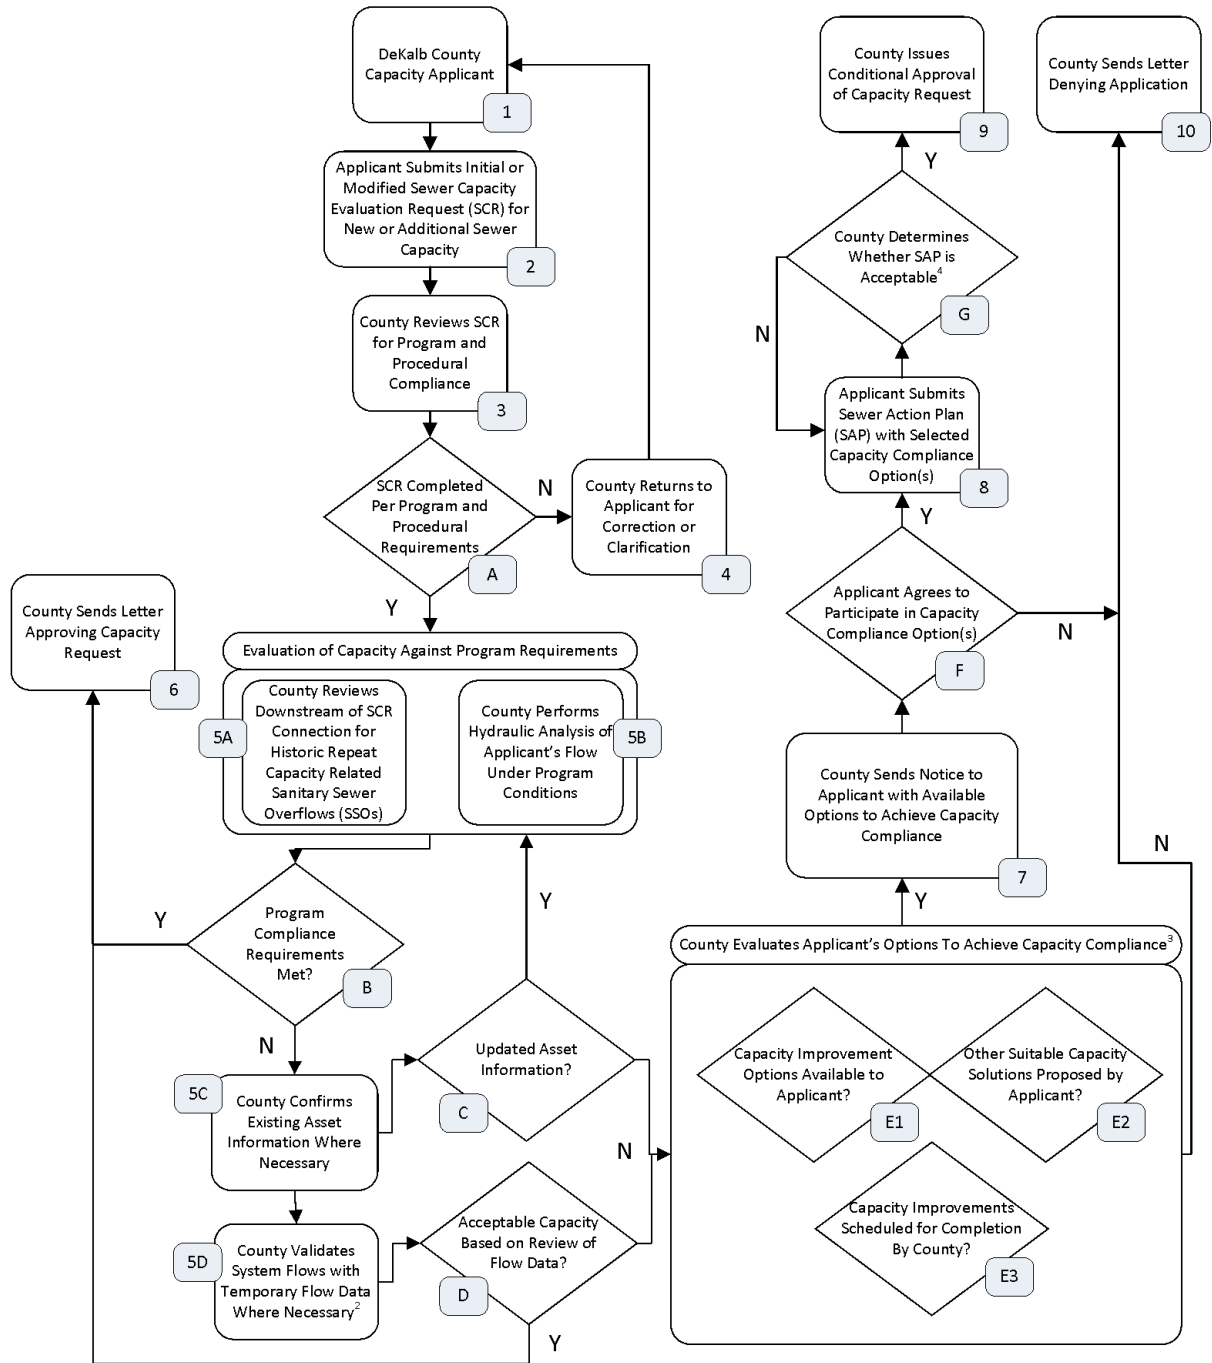 DeKalb County
Capacity Applicant
1
Applicant Submits Initial or
Modified Sewer Capacity
Evaluation Request (SCR) for
New or Additional Sewer
Capacity
2
County Reviews SCR
for Program and
Procedural
Compliance
3
SCR Completed
Per Program and
Procedural
Requirements
A
N
Y
County Returns to
Applicant for
Correction or
Clarification
4
County Sends Letter
Approving Capacity
Request
6
Evaluation of Capacity Against Program Requirements
5A
County Reviews
Downstream of SCR
Connection for
Historic Repeat
Capacity Related
Sanitary Sewer
Overflows (SSOs)
County Performs
Hydraulic Analysis of
Applicant's Flow
Under Program
Conditions
5B
Program
Compliance
Requirements
Met?
B
Y
N
5C
County Confirms
Existing Asset
Information Where
Necessary
Updated Asset
Information?
C
Y
N
5D
County Validates
System Flows with
Temporary Flow Data
Where Necessary2
Acceptable Capacity
Based on Review of
Flow Data?
D
Y
County Evaluates Applicant's Options To Achieve Capacity Compliance3
Capacity Improvement
Options Available to
Applicant?
E1
Other Suitable Capacity
Solutions Proposed by
Applicant?
E2
Capacity Improvements
Scheduled for Completion
By County?
E3
Y
N
County Sends Notice to
Applicant with Available
Options to Achieve Capacity
Compliance
7
Applicant Agrees to
Participate in Capacity
Compliance Option(s)
F
Y
N
Applicant Submits
Sewer Action Plan
(SAP) with Selected
Capacity Compliance
Option(s)
8
County Determines
Whether SAP is
Acceptable4
G
N
Y
County Issues
Conditional Approval
of Capacity Request
9
County Sends Letter
Denying Application
10